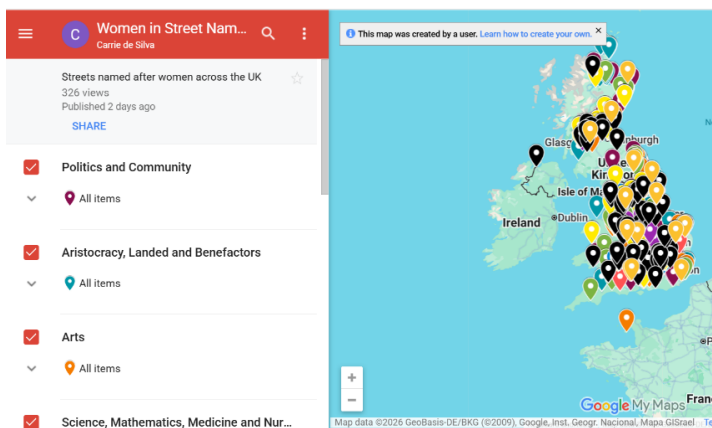 C
Women in Street Nam...
Carrie de Silva
Streets named after women across the UK
326 views
Published 2 days ago
SHARE
Politics and Community
All items
Aristocracy, Landed and Benefactors
All items
Arts
All items
Science, Mathematics, Medicine and Nur...
This map was created by a user. Learn how to create your own.
Glasg
nburgh
Isle of Ma
Dublin
Ireland
Fran
Google My Maps
Map data ©2026 GeoBasis-DE/BKG (©2009), Google, Inst. Geogr. Nacional, Mapa GISrael
Te